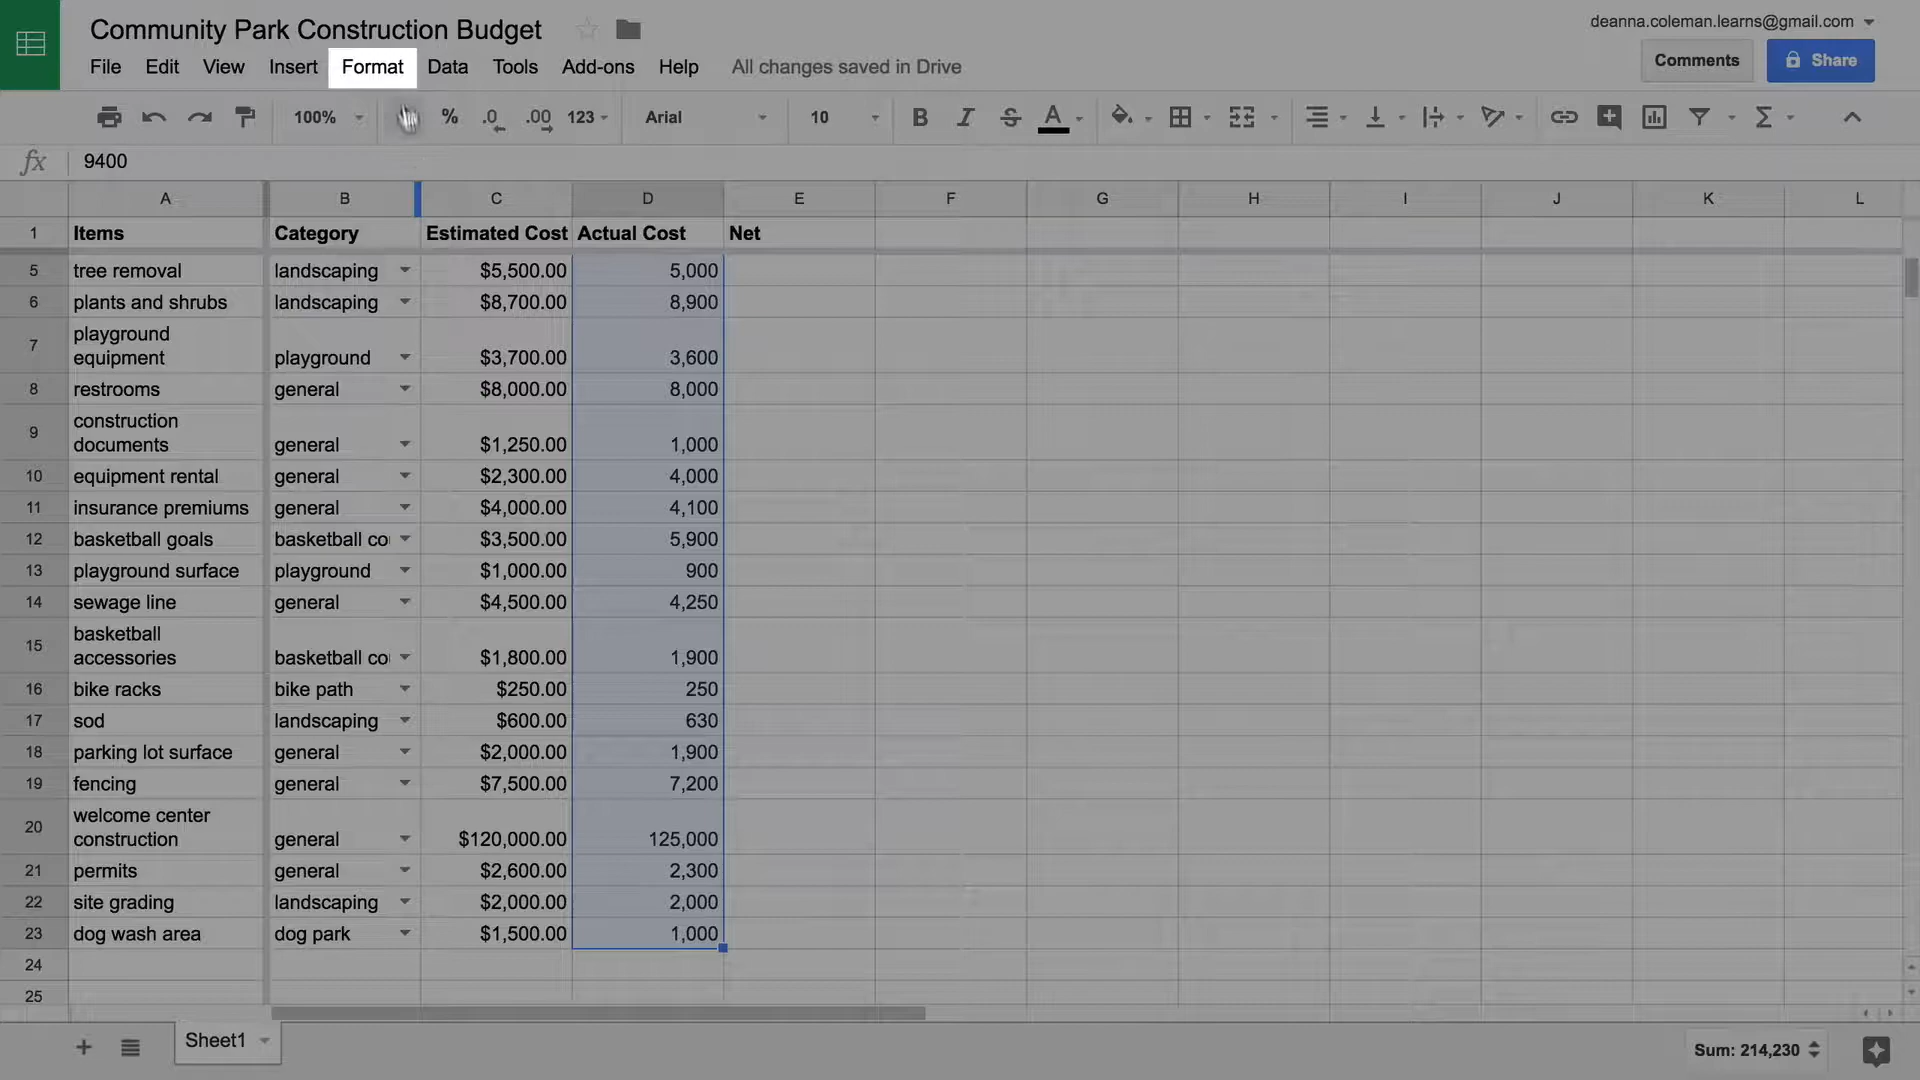 Community Park Construction Budget
deanna.coleman.learns@gmail.com
File Edit View Insert Format Data Tools Add-ons Help All changes saved in Drive
Comments Share
100% % .0 .00 123 Arial 10 B I S A
fx 9400
A B C D E F G H I J K L
1 Items Category Estimated Cost Actual Cost Net
5 tree removal landscaping $5,500.00 5,000
6 plants and shrubs landscaping $8,700.00 8,900
7 playground equipment playground $3,700.00 3,600
8 restrooms general $8,000.00 8,000
9 construction documents general $1,250.00 1,000
10 equipment rental general $2,300.00 4,000
11 insurance premiums general $4,000.00 4,100
12 basketball goals basketball co $3,500.00 5,900
13 playground surface playground $1,000.00 900
14 sewage line general $4,500.00 4,250
15 basketball accessories basketball co $1,800.00 1,900
16 bike racks bike path $250.00 250
17 sod landscaping $600.00 630
18 parking lot surface general $2,000.00 1,900
19 fencing general $7,500.00 7,200
20 welcome center construction general $120,000.00 125,000
21 permits general $2,600.00 2,300
22 site grading landscaping $2,000.00 2,000
23 dog wash area dog park $1,500.00 1,000
24
25
Sheet1
Sum: 214,230